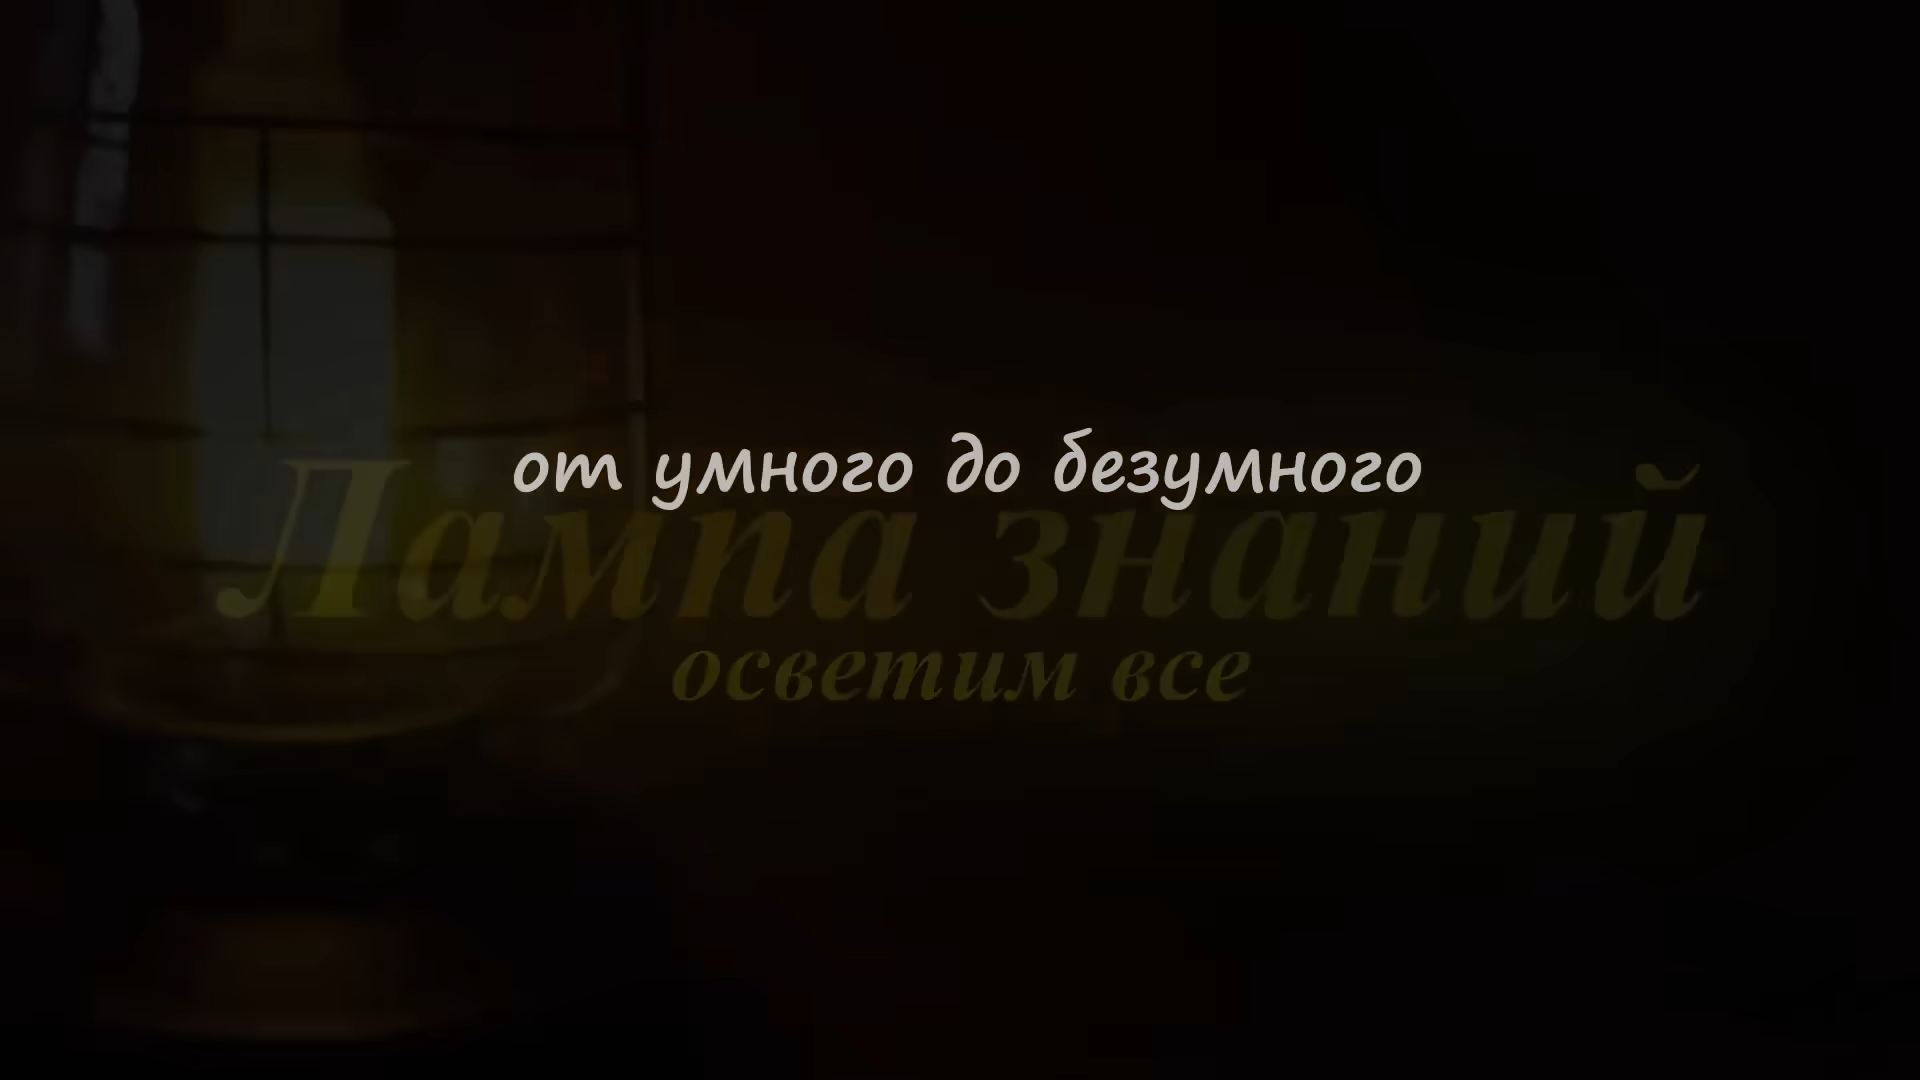 от умного до безумного
Лампа знаний
осветим все